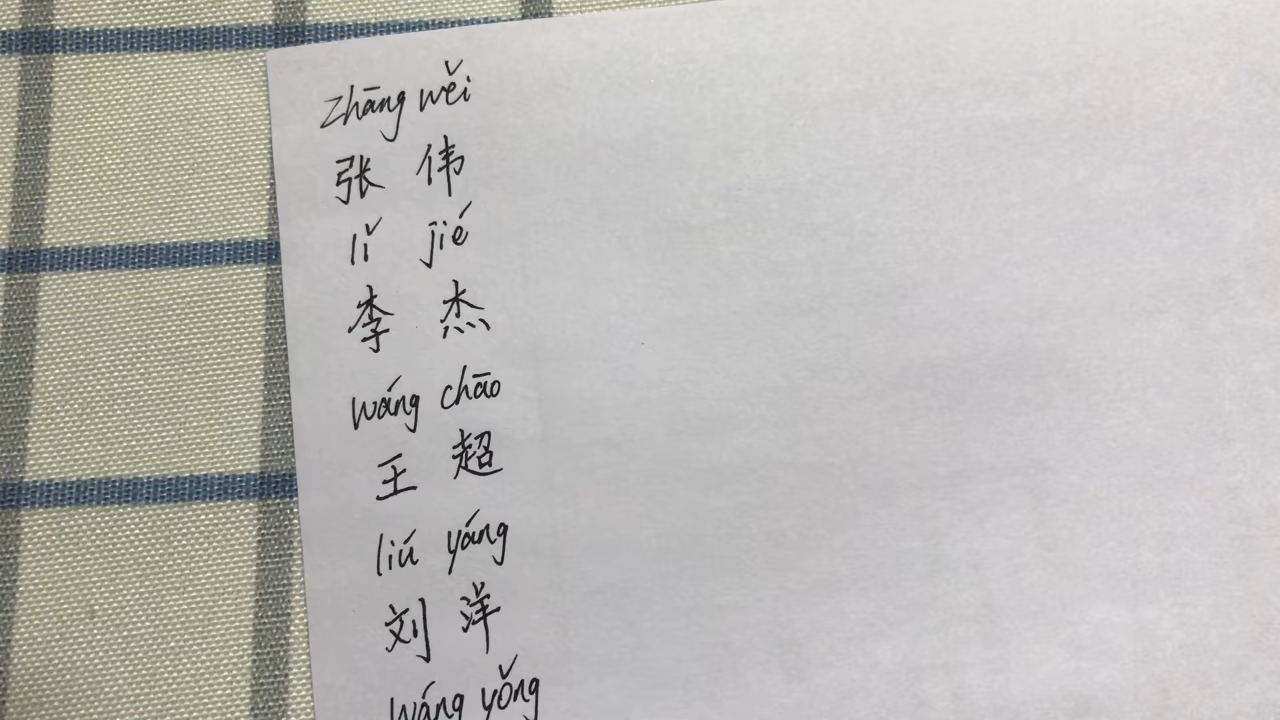 zhāng wěi
张 伟
lǐ jié
李 杰
wáng chāo
王 超
liú yáng
刘 洋
wáng yǒng